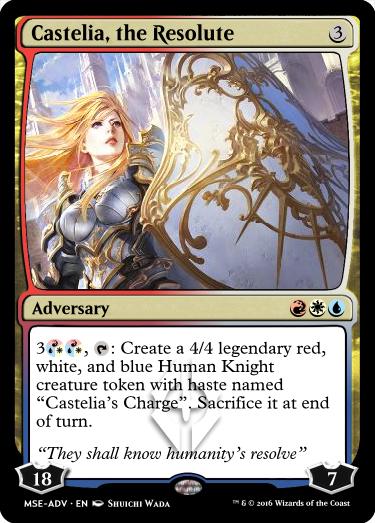 Castelia, the Resolute 3
Adversary
3, : Create a 4/4 legendary red,
white, and blue Human Knight
creature token with haste named
“Castelia’s Charge”. Sacrifice it at end
of turn.
“They shall know humanity’s resolve”
18 7
MSE-ADV • EN Shuichi Wada ™ & © 2016 Wizards of the Coast